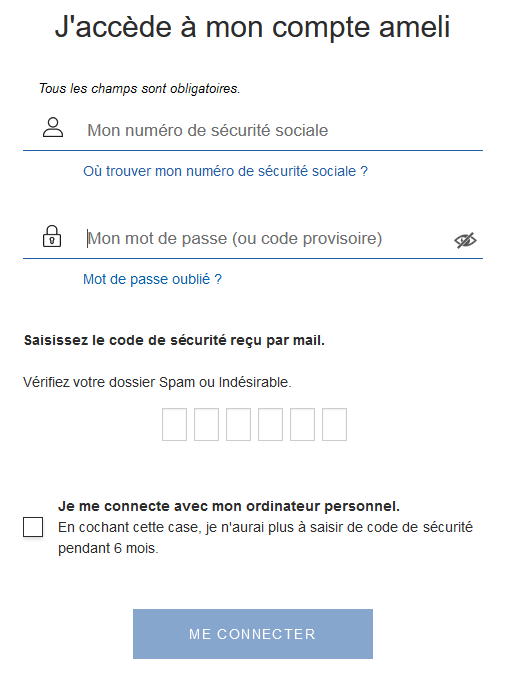 J'accède à mon compte ameli
Tous les champs sont obligatoires.
Mon numéro de sécurité sociale
Où trouver mon numéro de sécurité sociale ?
Mon mot de passe (ou code provisoire)
Mot de passe oublié ?
Saisissez le code de sécurité reçu par mail.
Vérifiez votre dossier Spam ou Indésirable.
Je me connecte avec mon ordinateur personnel.
En cochant cette case, je n'aurai plus à saisir de code de sécurité
pendant 6 mois.
ME CONNECTER